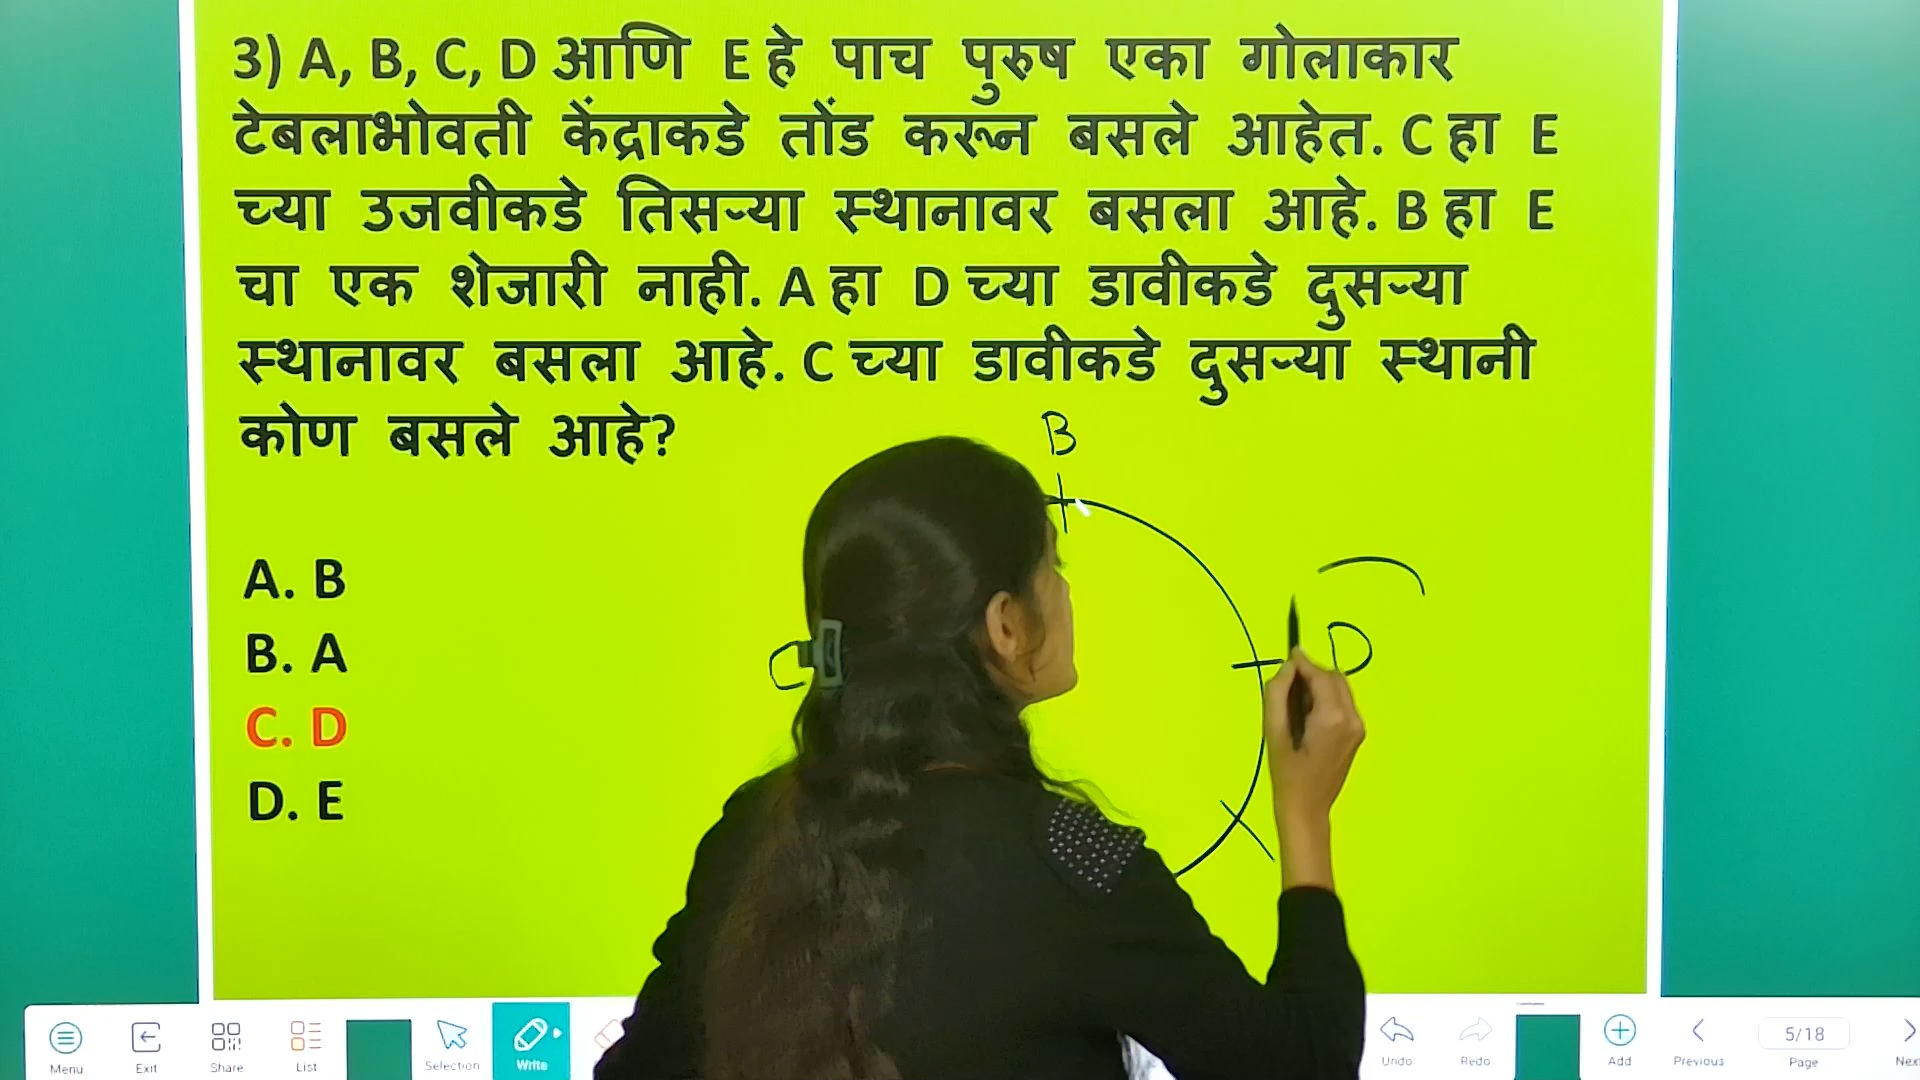 3) A, B, C, D आणि E हे पाच पुरुष एका गोलाकार
टेबलाभोवती केंद्राकडे तोंड करून बसले आहेत. C हा E
च्या उजवीकडे तिसऱ्या स्थानावर बसला आहे. B हा E
चा एक शेजारी नाही. A हा D च्या डावीकडे दुसऱ्या
स्थानावर बसला आहे. C च्या डावीकडे दुसऱ्या स्थानी
कोण बसले आहे?
B
A. B
B. A
C D
C. D
D. E
Menu Exit Share List Selection Write Undo Redo Add Previous 5/18 Page